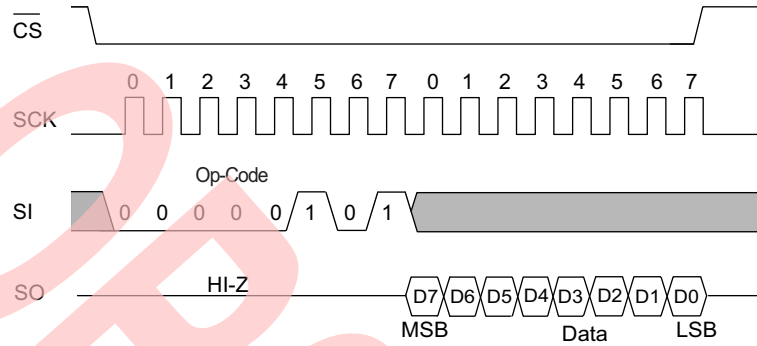 CS
0 1 2 3 4 5 6 7 0 1 2 3 4 5 6 7
SCK
Op-Code
SI 0 0 0 0 0 1 0 1
SO HI-Z D7 D6 D5 D4 D3 D2 D1 D0
MSB Data LSB